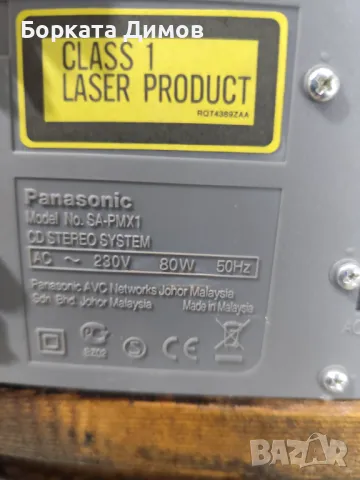 Борката Димов
CLASS 1
LASER PRODUCT
RQT4369ZAA
Panasonic
Model No. SA-PMX1
CD STEREO SYSTEM
AC ~ 230V 80W 50Hz
Panasonic AVC Networks Johor Malaysia
Sdn. Bhd. Johor Malaysia Made in Malaysia
CE
BAZAR